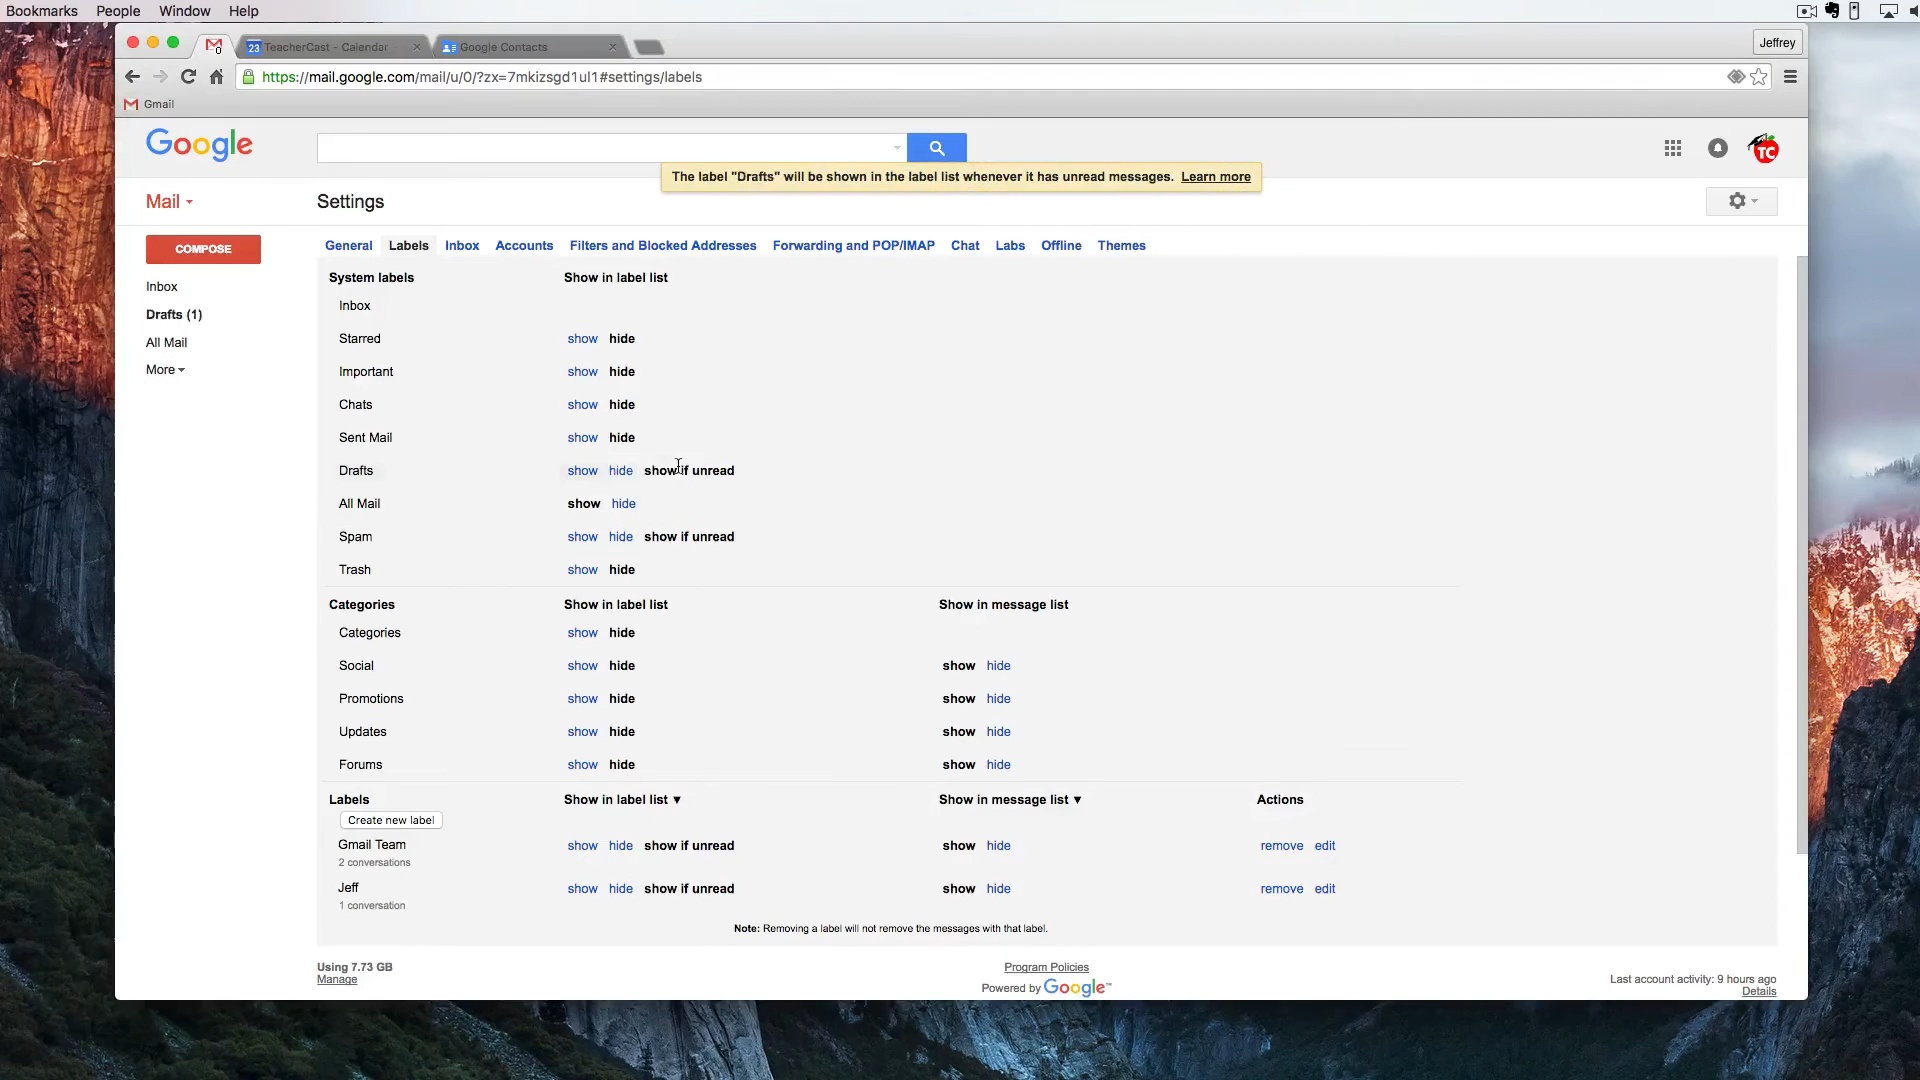 Bookmarks People Window Help
0 23 TeacherCast - Calendar Google Contacts Jeffrey
https://mail.google.com/mail/u/0/?zx=7mkizsgd1ul1#settings/labels
Gmail
Google
TC
The label "Drafts" will be shown in the label list whenever it has unread messages. Learn more
Mail Settings
General Labels Inbox Accounts Filters and Blocked Addresses Forwarding and POP/IMAP Chat Labs Offline Themes
COMPOSE
Inbox
Drafts (1)
All Mail
More
System labels Show in label list
Inbox
Starred show hide
Important show hide
Chats show hide
Sent Mail show hide
Drafts show hide show if unread
All Mail show hide
Spam show hide show if unread
Trash show hide
Categories Show in label list Show in message list
Categories show hide
Social show hide show hide
Promotions show hide show hide
Updates show hide show hide
Forums show hide show hide
Labels Show in label list ▼ Show in message list ▼ Actions
Create new label
Gmail Team show hide show if unread show hide remove edit
2 conversations
Jeff show hide show if unread show hide remove edit
1 conversation
Note: Removing a label will not remove the messages with that label.
Using 7.73 GB
Manage
Program Policies
Powered by Google™
Last account activity: 9 hours ago
Details